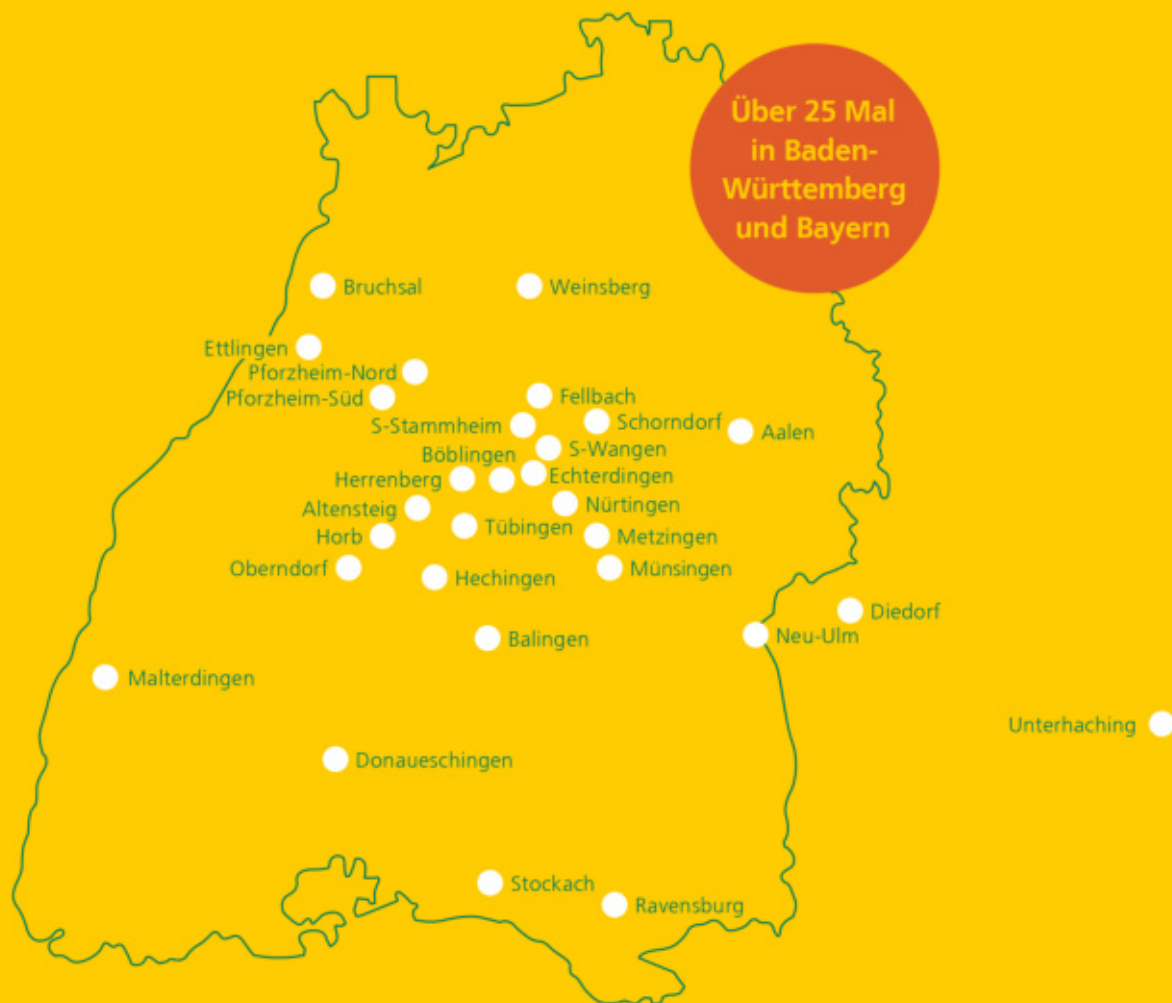 Über 25 Mal
in Baden-
Württemberg
und Bayern
Bruchsal
Weinsberg
Ettlingen
Pforzheim-Nord
Pforzheim-Süd
Fellbach
S-Stammheim
Schorndorf
Aalen
S-Wangen
Böblingen
Herrenberg
Echterdingen
Altensteig
Nürtingen
Tübingen
Horb
Metzingen
Oberndorf
Münsingen
Hechingen
Diedorf
Balingen
Neu-Ulm
Malterdingen
Unterhaching
Donaueschingen
Stockach
Ravensburg